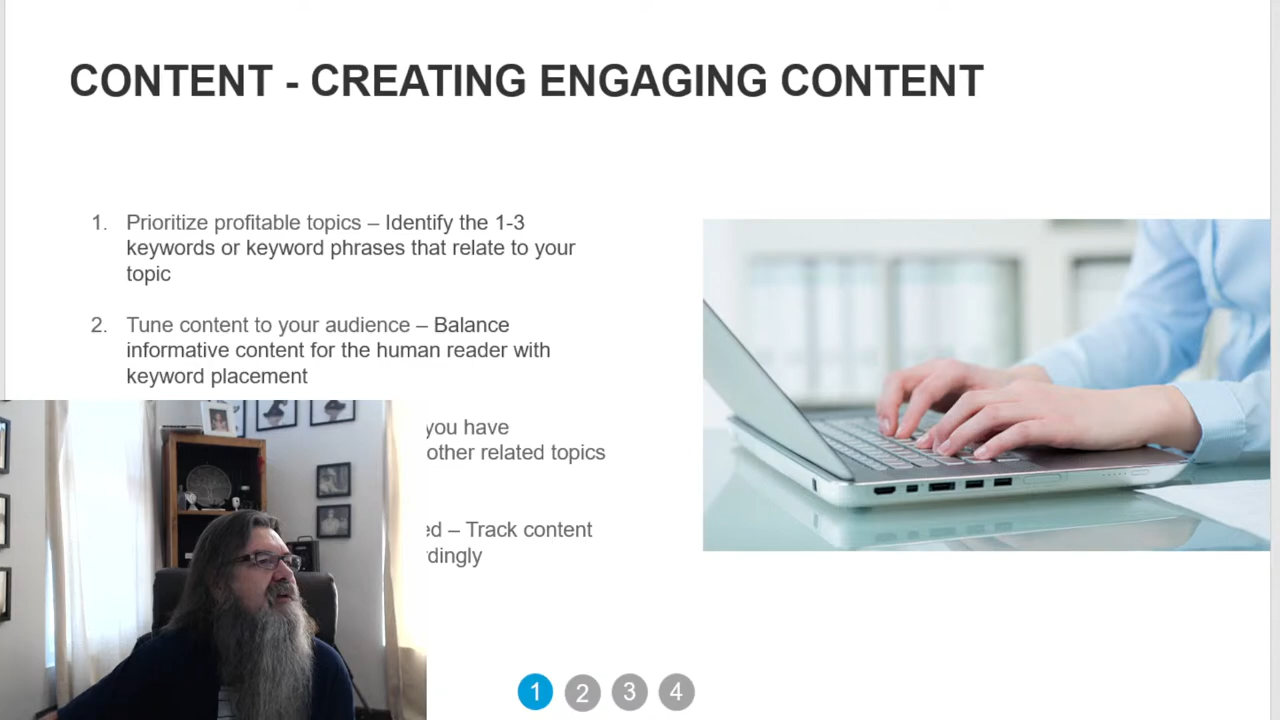 CONTENT - CREATING ENGAGING CONTENT
1. Prioritize profitable topics – Identify the 1-3
keywords or keyword phrases that relate to your
topic
2. Tune content to your audience – Balance
informative content for the human reader with
keyword placement
you have
other related topics
ed – Track content
rdingly
1 2 3 4